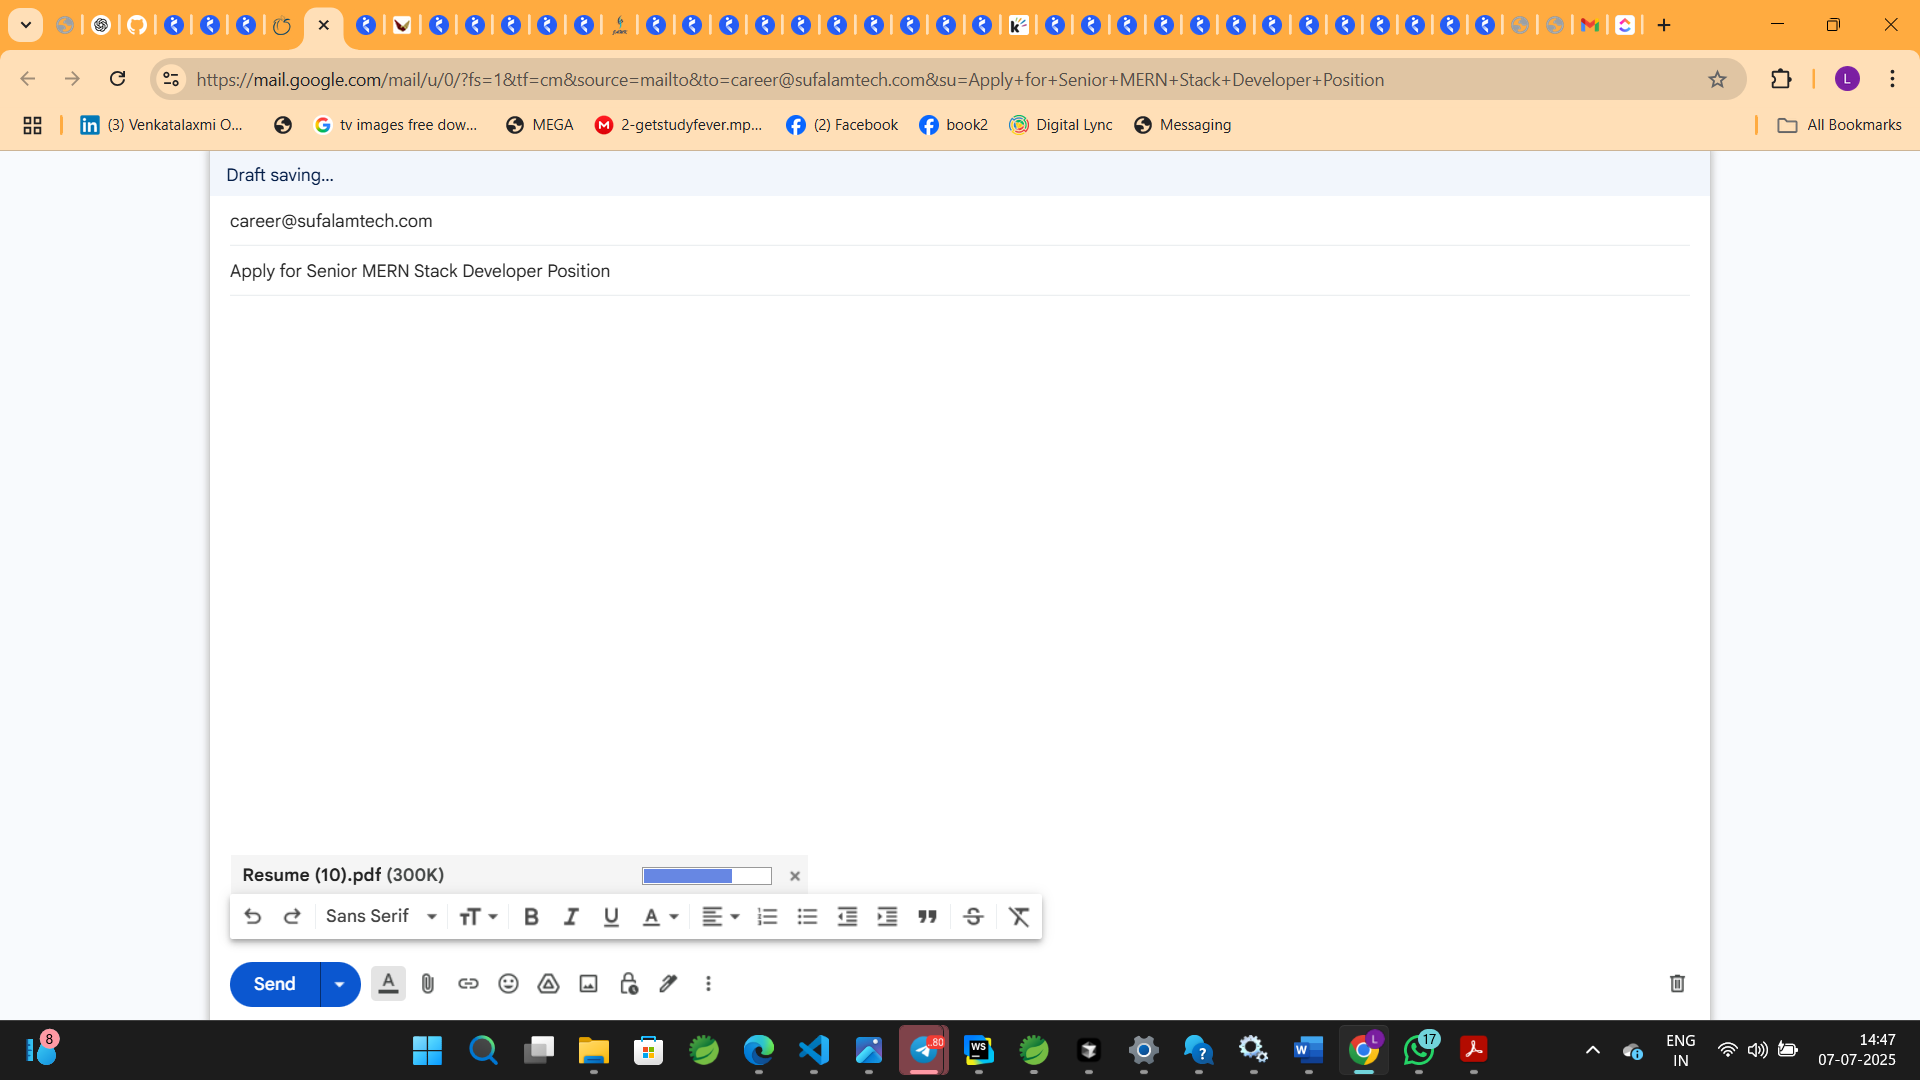 https://mail.google.com/mail/u/0/?fs=1&tf=cm&source=mailto&to=career@sufalamtech.com&su=Apply+for+Senior+MERN+Stack+Developer+Position
L
(3) Venkatalaxmi O...
tv images free dow...
MEGA
2-getstudyfever.mp...
(2) Facebook
book2
Digital Lync
Messaging
All Bookmarks
Draft saving...
career@sufalamtech.com
Apply for Senior MERN Stack Developer Position
Resume (10).pdf (300K)
Sans Serif
Send
8
.80
WS
L
17
ENG
IN
14:47
07-07-2025